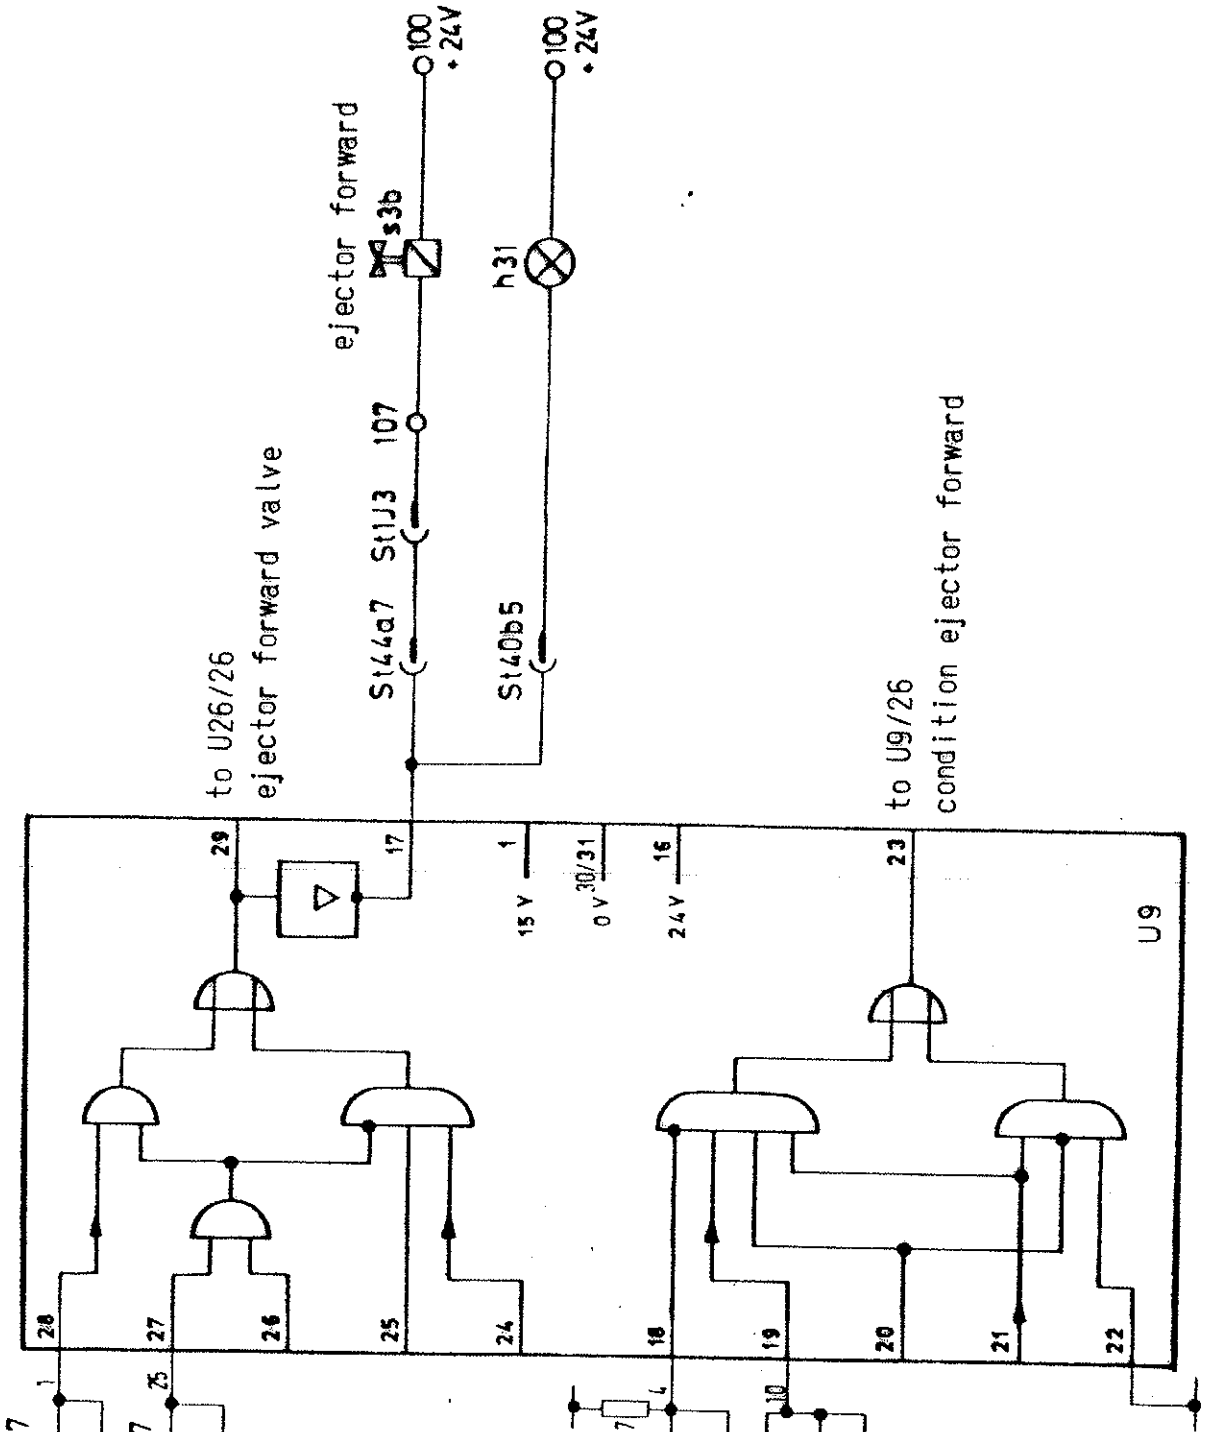 100
+24V
100
+24V
ejector forward
s3b
h31
107
St1J3
St44a7
St40b5
to U26/26
ejector forward valve
to U9/26
condition ejector forward
29
17
1
15 V
30/31
0 V
16
24 V
23
U9
28
27
26
25
24
18
19
20
21
22
1
25
4
10
7
7
7